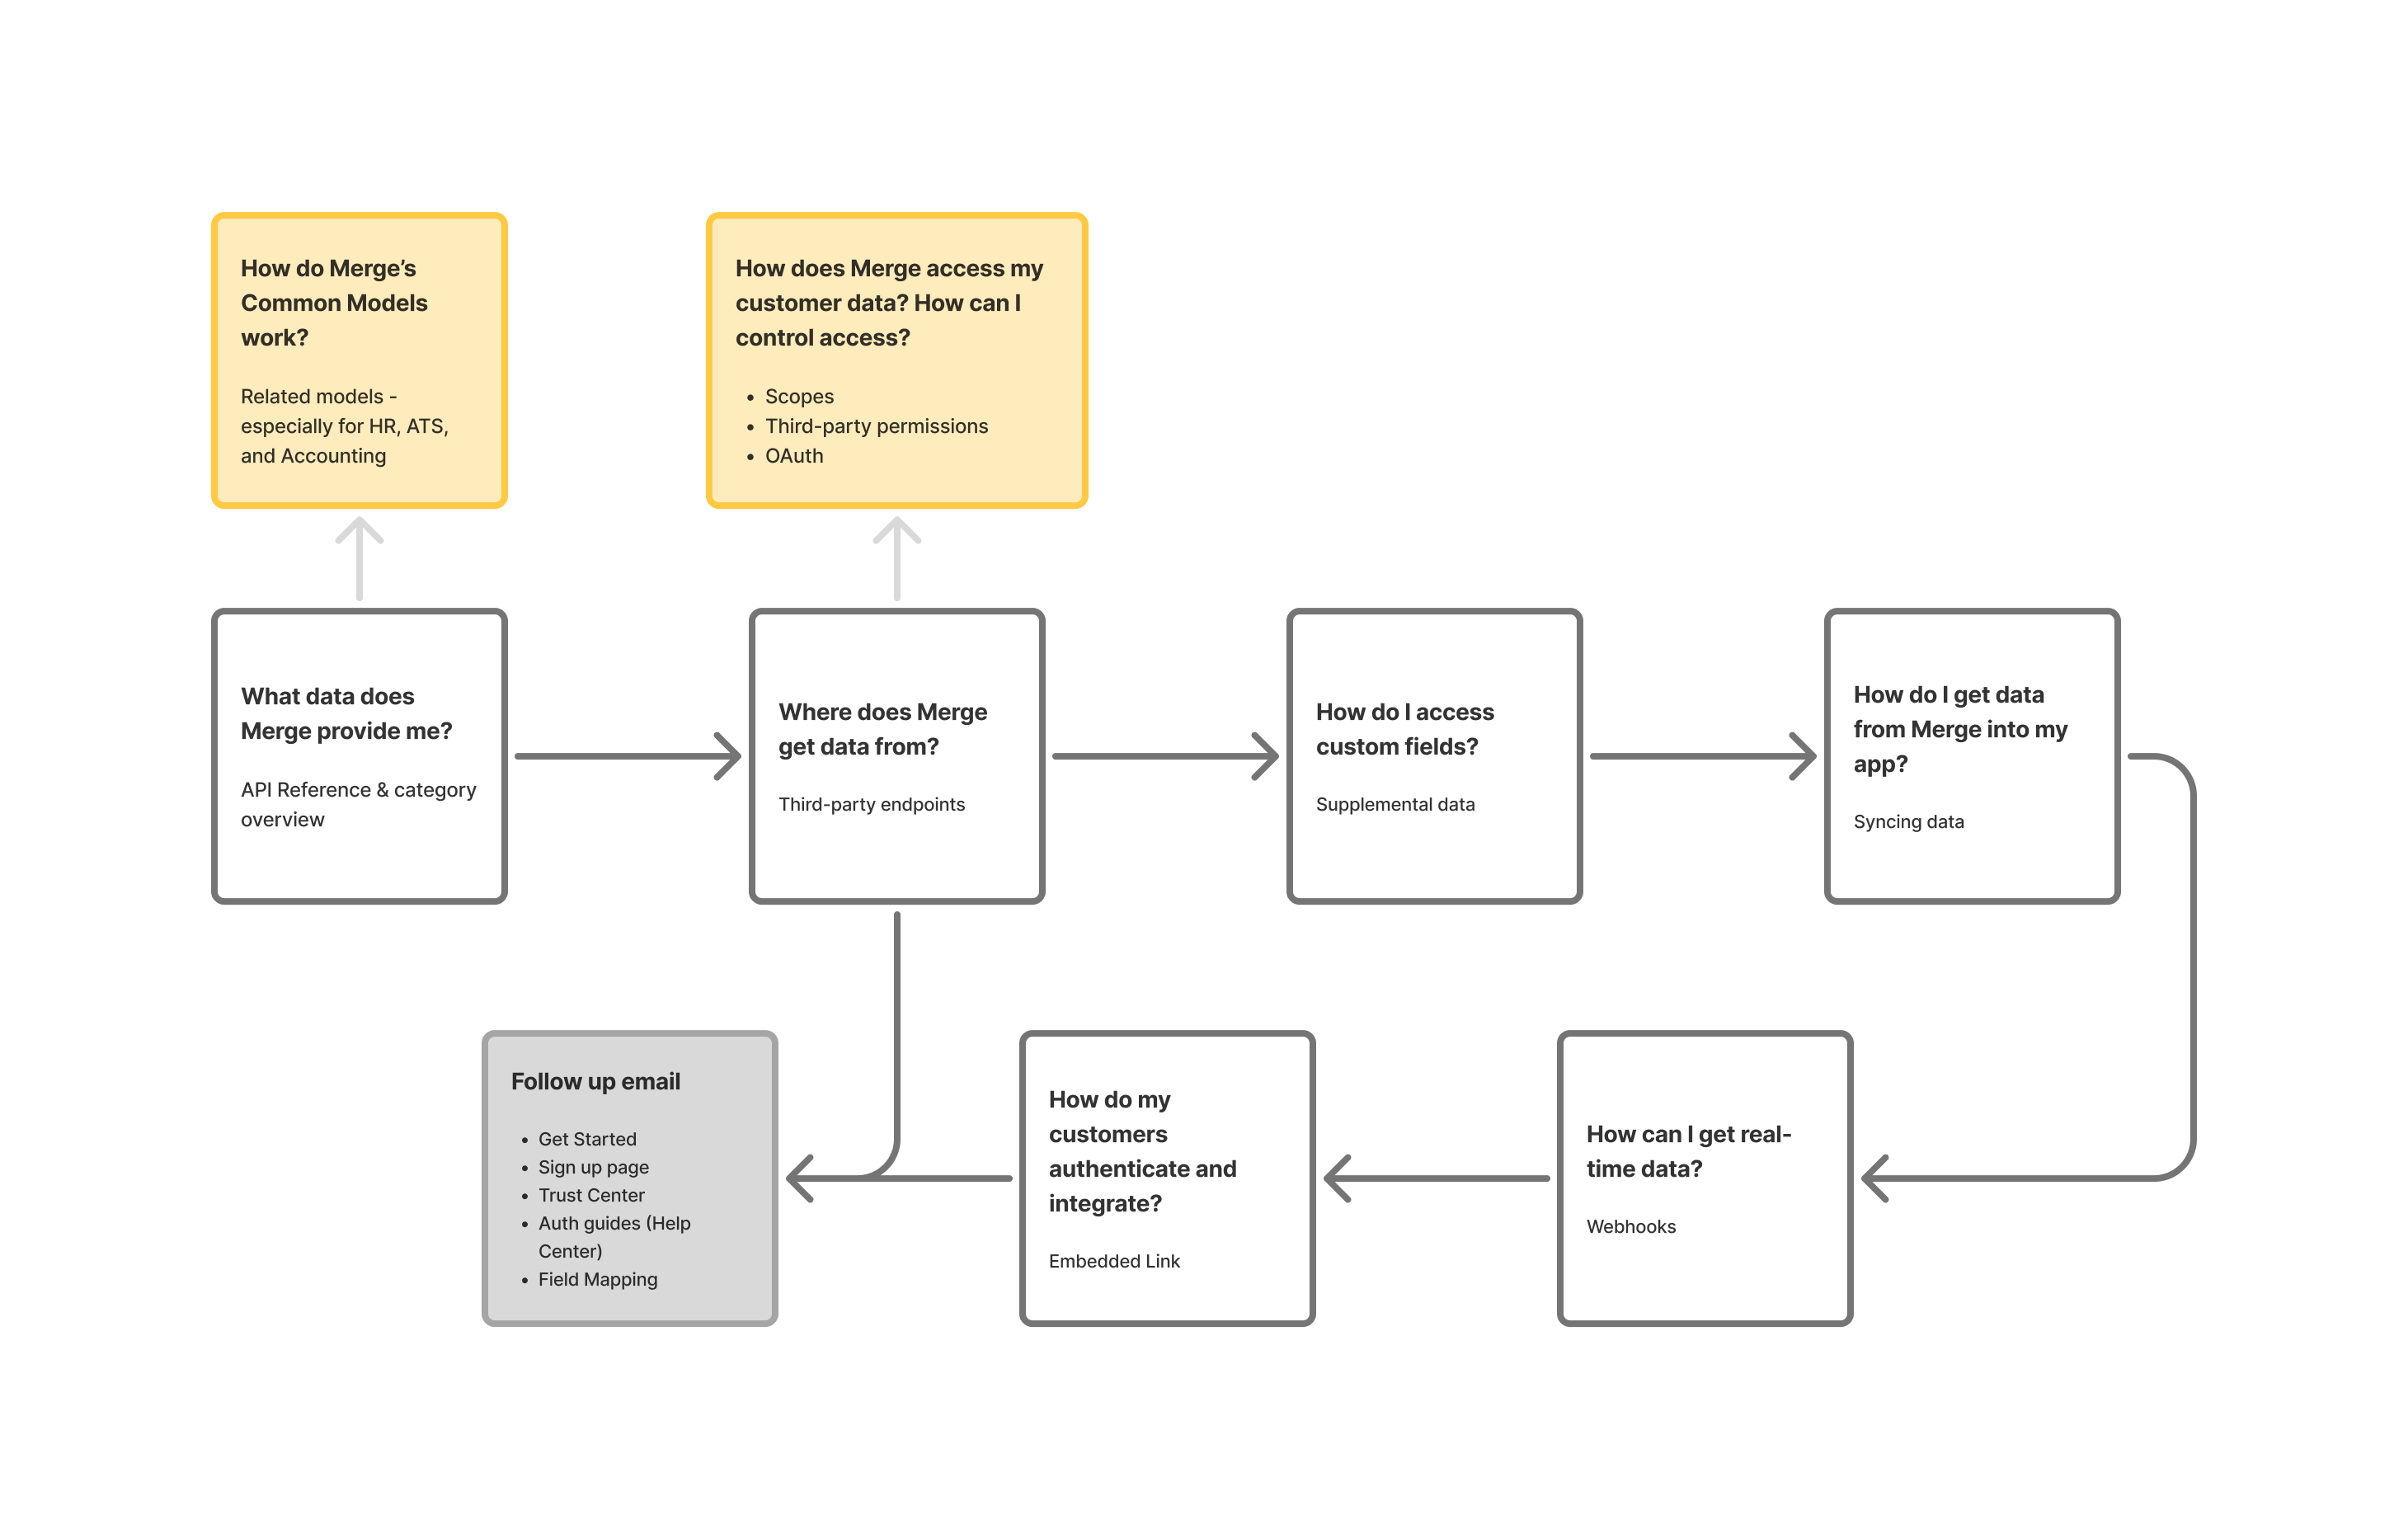 How do Merge’s
Common Models
work?
Related models -
especially for HR, ATS,
and Accounting
How does Merge access my
customer data? How can I
control access?
• Scopes
• Third-party permissions
• OAuth
What data does
Merge provide me?
API Reference & category
overview
Where does Merge
get data from?
Third-party endpoints
How do I access
custom fields?
Supplemental data
How do I get data
from Merge into my
app?
Syncing data
How can I get real-
time data?
Webhooks
How do my
customers
authenticate and
integrate?
Embedded Link
Follow up email
• Get Started
• Sign up page
• Trust Center
• Auth guides (Help
Center)
• Field Mapping